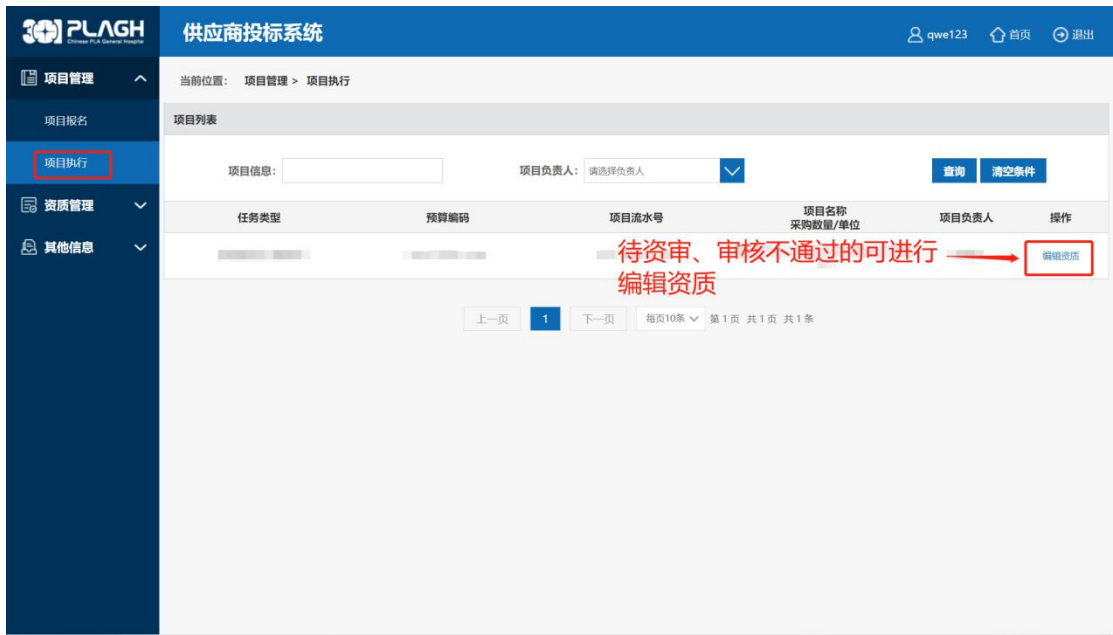 301 PLAGH
Chinese PLA General Hospital
供应商投标系统
qwe123 首页 退出
项目管理
项目报名
项目执行
资质管理
其他信息
当前位置： 项目管理 > 项目执行
项目列表
项目信息：
项目负责人： 请选择负责人
查询 清空条件
任务类型 预算编码 项目流水号 项目名称 项目负责人 操作
采购数量/单位
待资审、审核不通过的可进行
编辑资质
编辑资质
上一页 1 下一页 每页10条 第1页 共1页 共1条